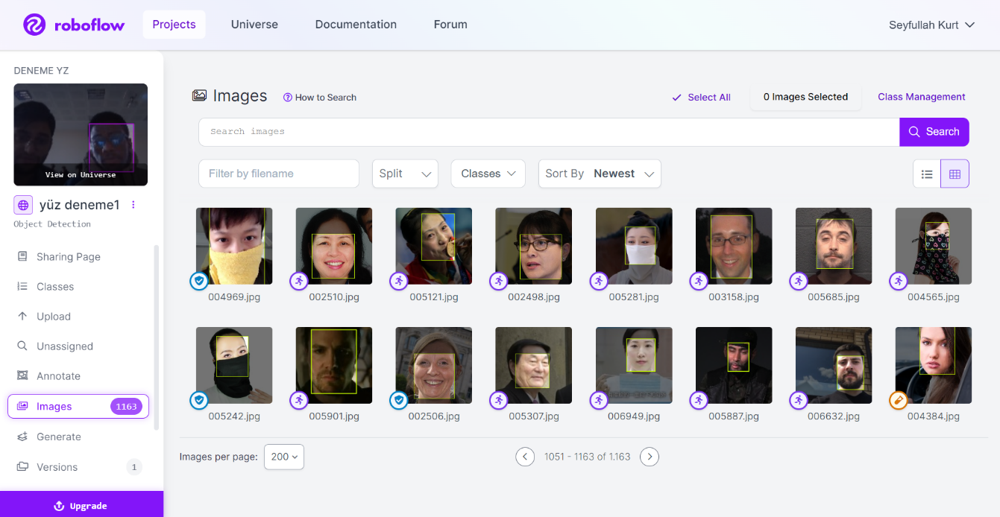 roboflow
Projects
Universe
Documentation
Forum
Seyfullah Kurt
DENEME YZ
View on Universe
yüz deneme1
Object Detection
Sharing Page
Classes
Upload
Unassigned
Annotate
Images 1163
Generate
Versions 1
Upgrade
Images
How to Search
Select All
0 Images Selected
Class Management
Search images
Search
Filter by filename
Split
Classes
Sort By Newest
004969.jpg
002510.jpg
005121.jpg
002498.jpg
005281.jpg
003158.jpg
005685.jpg
004565.jpg
005242.jpg
005901.jpg
002506.jpg
005307.jpg
006949.jpg
005887.jpg
006632.jpg
004384.jpg
Images per page: 200
1051 - 1163 of 1.163